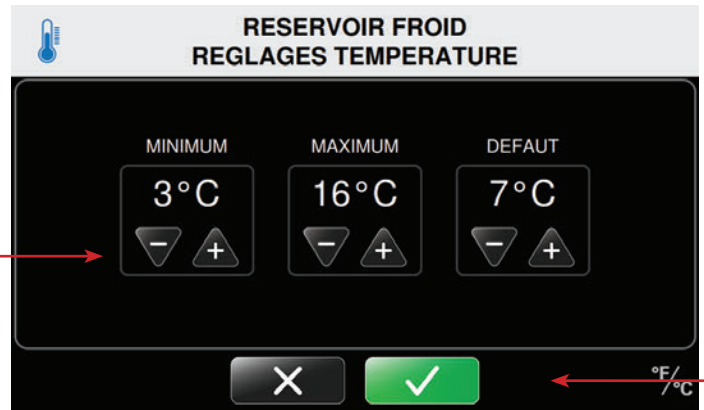 RESERVOIR FROID
REGLAGES TEMPERATURE
MINIMUM MAXIMUM DEFAUT
3°C 16°C 7°C
- + - + - +
°F/°C